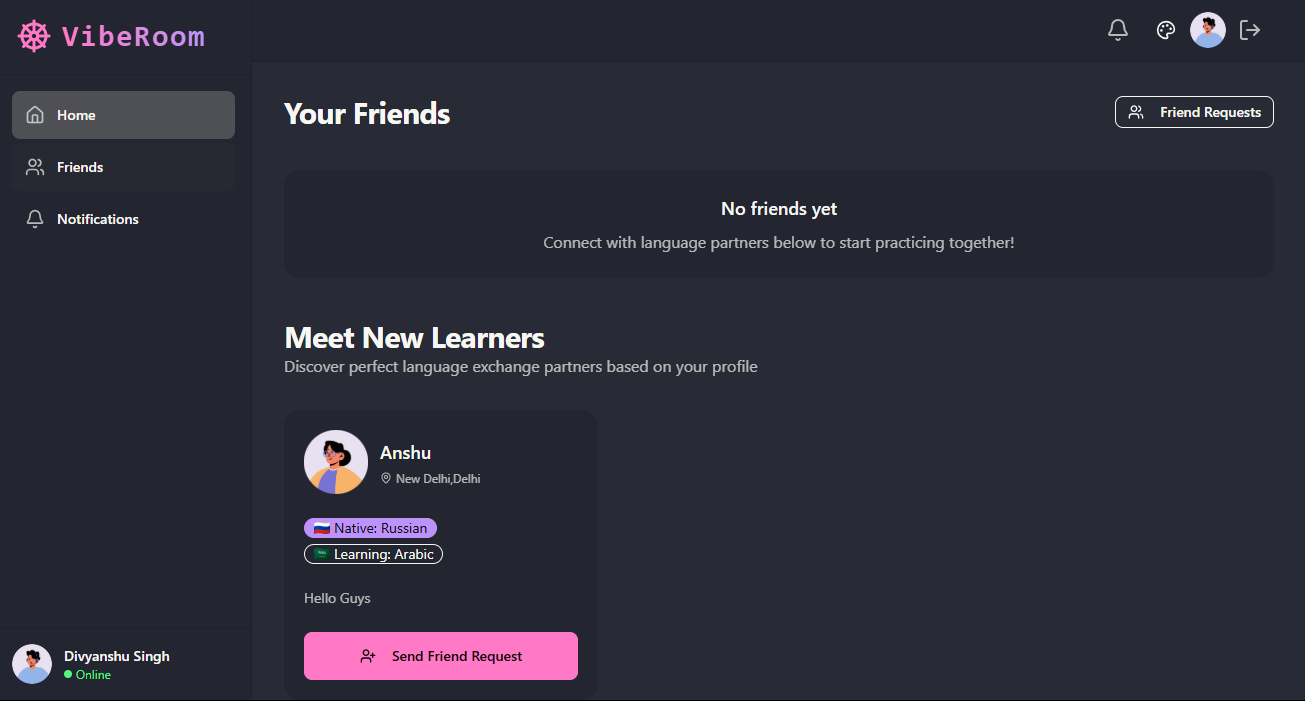 VibeRoom
Home
Friends
Notifications
Your Friends
Friend Requests
No friends yet
Connect with language partners below to start practicing together!
Meet New Learners
Discover perfect language exchange partners based on your profile
Anshu
New Delhi,Delhi
Native: Russian
Learning: Arabic
Hello Guys
Send Friend Request
Divyanshu Singh
Online